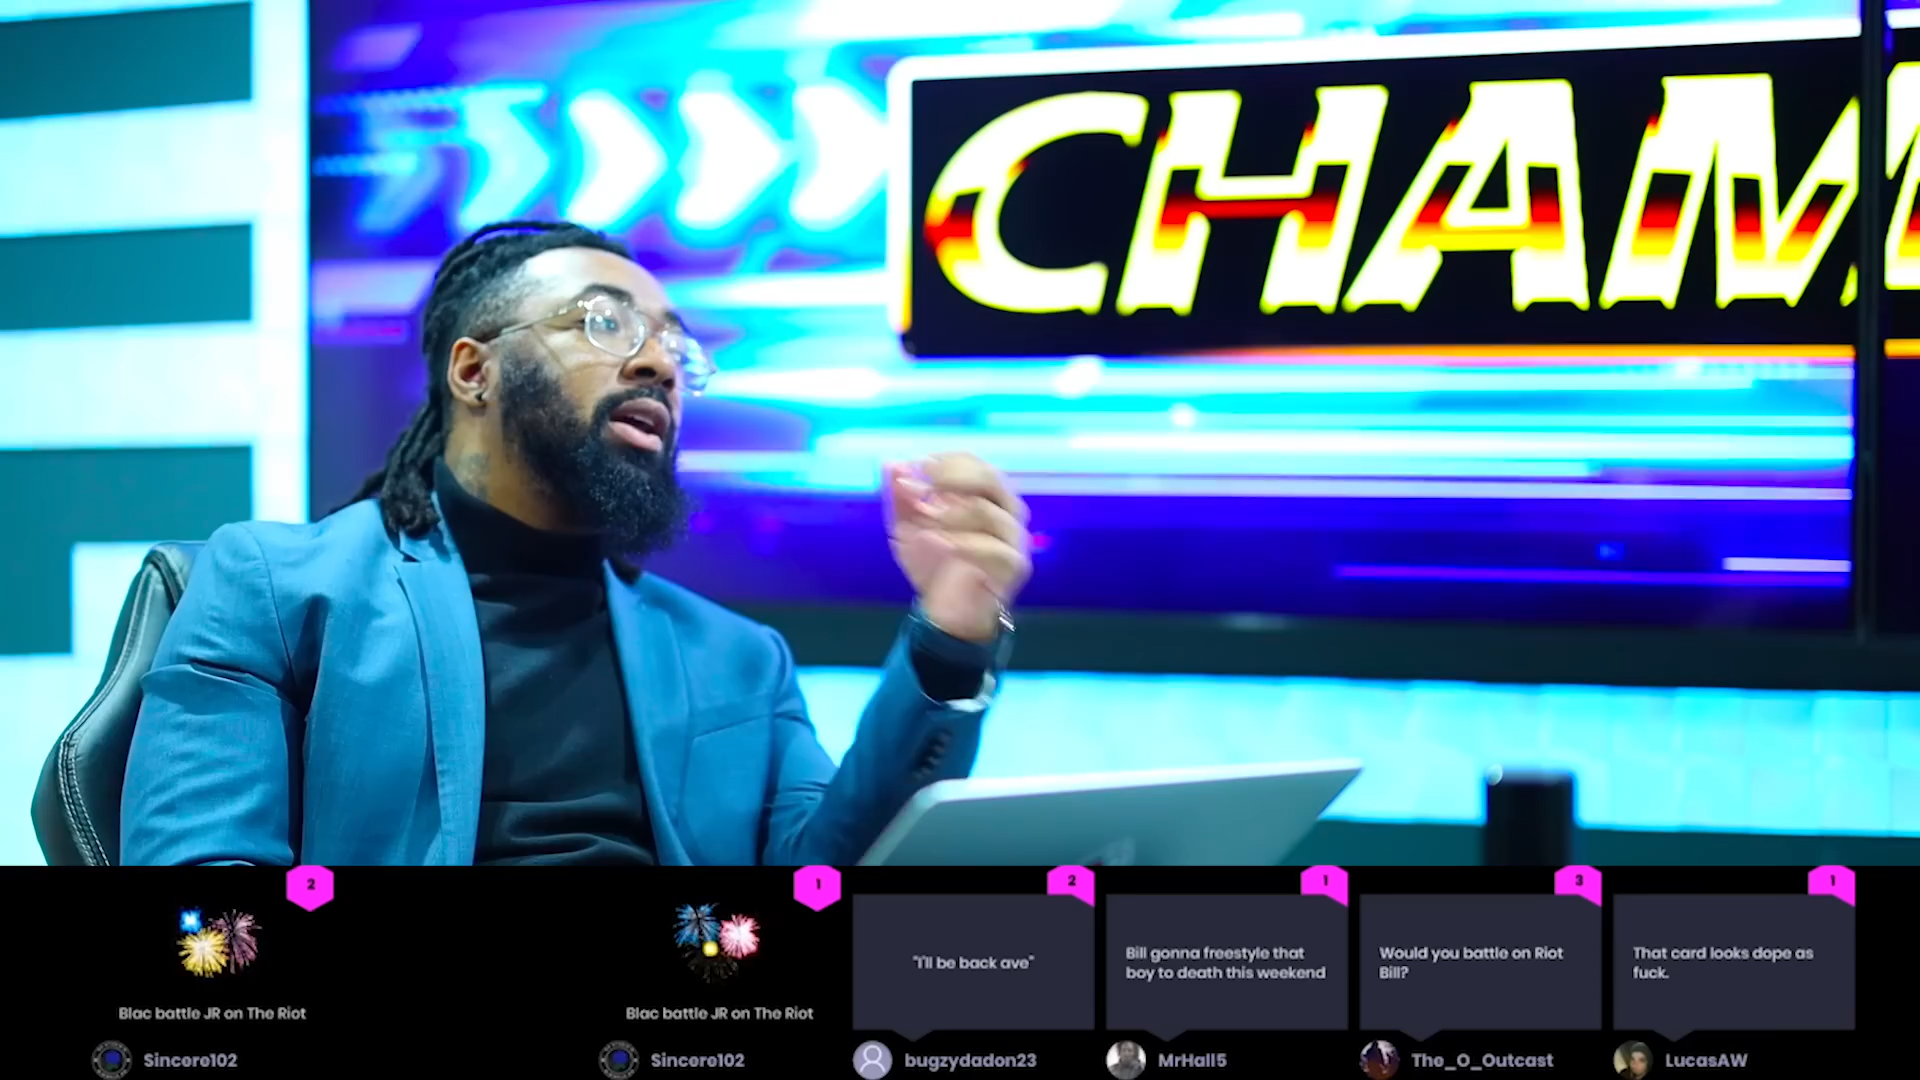 CHAM
2
1
2
1
3
1
"I'll be back ave"
Bill gonna freestyle that
boy to death this weekend
Would you battle on Riot
Bill?
That card looks dope as
fuck.
Blac battle JR on The Riot
Blac battle JR on The Riot
Sincere102
Sincere102
bugzydadon23
MrHall5
The_O_Outcast
LucasAW